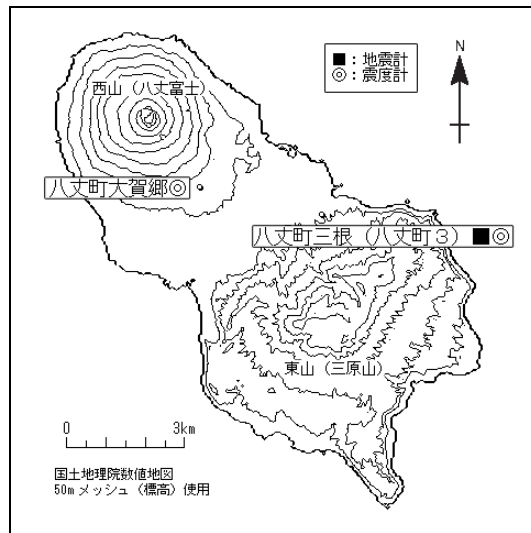 ■：地震計
◎：震度計
N
西山（八丈富士）
八丈町大賀郷◎
八丈町三根（八丈町３）■◎
東山（三原山）
0 3km
国土地理院数値地図
50mメッシュ（標高）使用